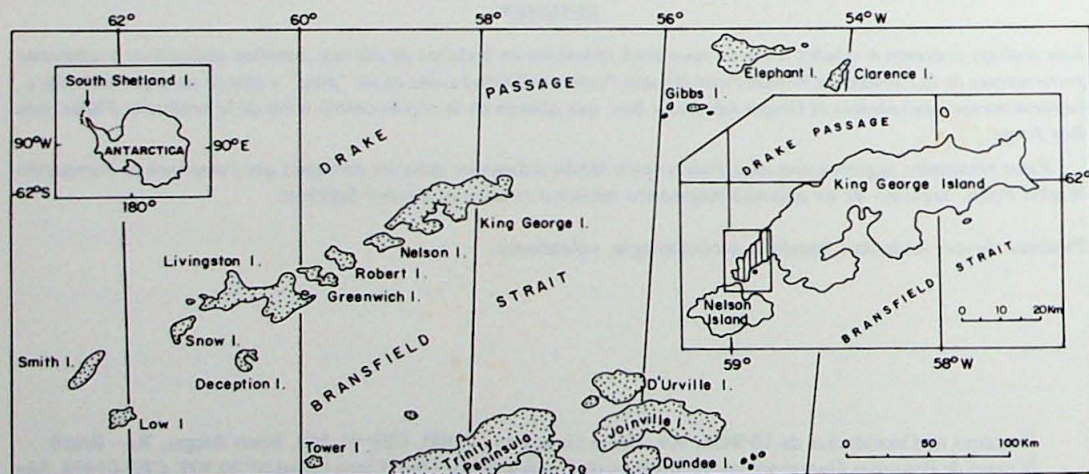 62° 60° 58° 56° 54°W
South Shetland I.
90°W ANTARCTICA 90°E
62°S
180°
DRAKE PASSAGE
Elephant I.
Clarence I.
Gibbs I.
King George I.
Nelson I.
Robert I.
Greenwich I.
Livingston I.
Snow I.
Smith I.
Deception I.
Low I
BRANSFIELD STRAIT
Tower I.
Trinity
Peninsula
D'Urville I.
Joinville I.
Dundee I.
0 50 100Km
DRAKE PASSAGE
King George Island
62°
Nelson
Island
BRANSFIELD STRAIT
0 10 20Km
59° 58°W